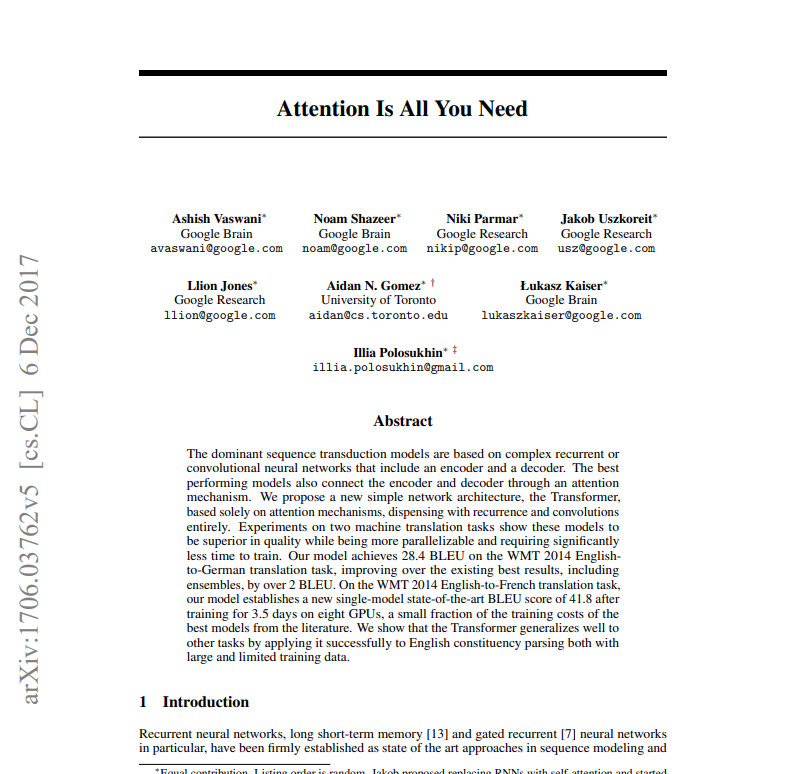 Attention Is All You Need
Ashish Vaswani∗
Google Brain
avaswani@google.com
Noam Shazeer∗
Google Brain
noam@google.com
Niki Parmar∗
Google Research
nikip@google.com
Jakob Uszkoreit∗
Google Research
usz@google.com
Llion Jones∗
Google Research
llion@google.com
Aidan N. Gomez∗ †
University of Toronto
aidan@cs.toronto.edu
Łukasz Kaiser∗
Google Brain
lukaszkaiser@google.com
Illia Polosukhin∗ ‡
illia.polosukhin@gmail.com
Abstract
The dominant sequence transduction models are based on complex recurrent or
convolutional neural networks that include an encoder and a decoder. The best
performing models also connect the encoder and decoder through an attention
mechanism. We propose a new simple network architecture, the Transformer,
based solely on attention mechanisms, dispensing with recurrence and convolutions
entirely. Experiments on two machine translation tasks show these models to
be superior in quality while being more parallelizable and requiring significantly
less time to train. Our model achieves 28.4 BLEU on the WMT 2014 English-
to-German translation task, improving over the existing best results, including
ensembles, by over 2 BLEU. On the WMT 2014 English-to-French translation task,
our model establishes a new single-model state-of-the-art BLEU score of 41.8 after
training for 3.5 days on eight GPUs, a small fraction of the training costs of the
best models from the literature. We show that the Transformer generalizes well to
other tasks by applying it successfully to English constituency parsing both with
large and limited training data.
1 Introduction
Recurrent neural networks, long short-term memory [13] and gated recurrent [7] neural networks
in particular, have been firmly established as state of the art approaches in sequence modeling and
∗Equal contribution. Listing order is random. Jakob proposed replacing RNNs with self-attention and started
arXiv:1706.03762v5 [cs.CL] 6 Dec 2017